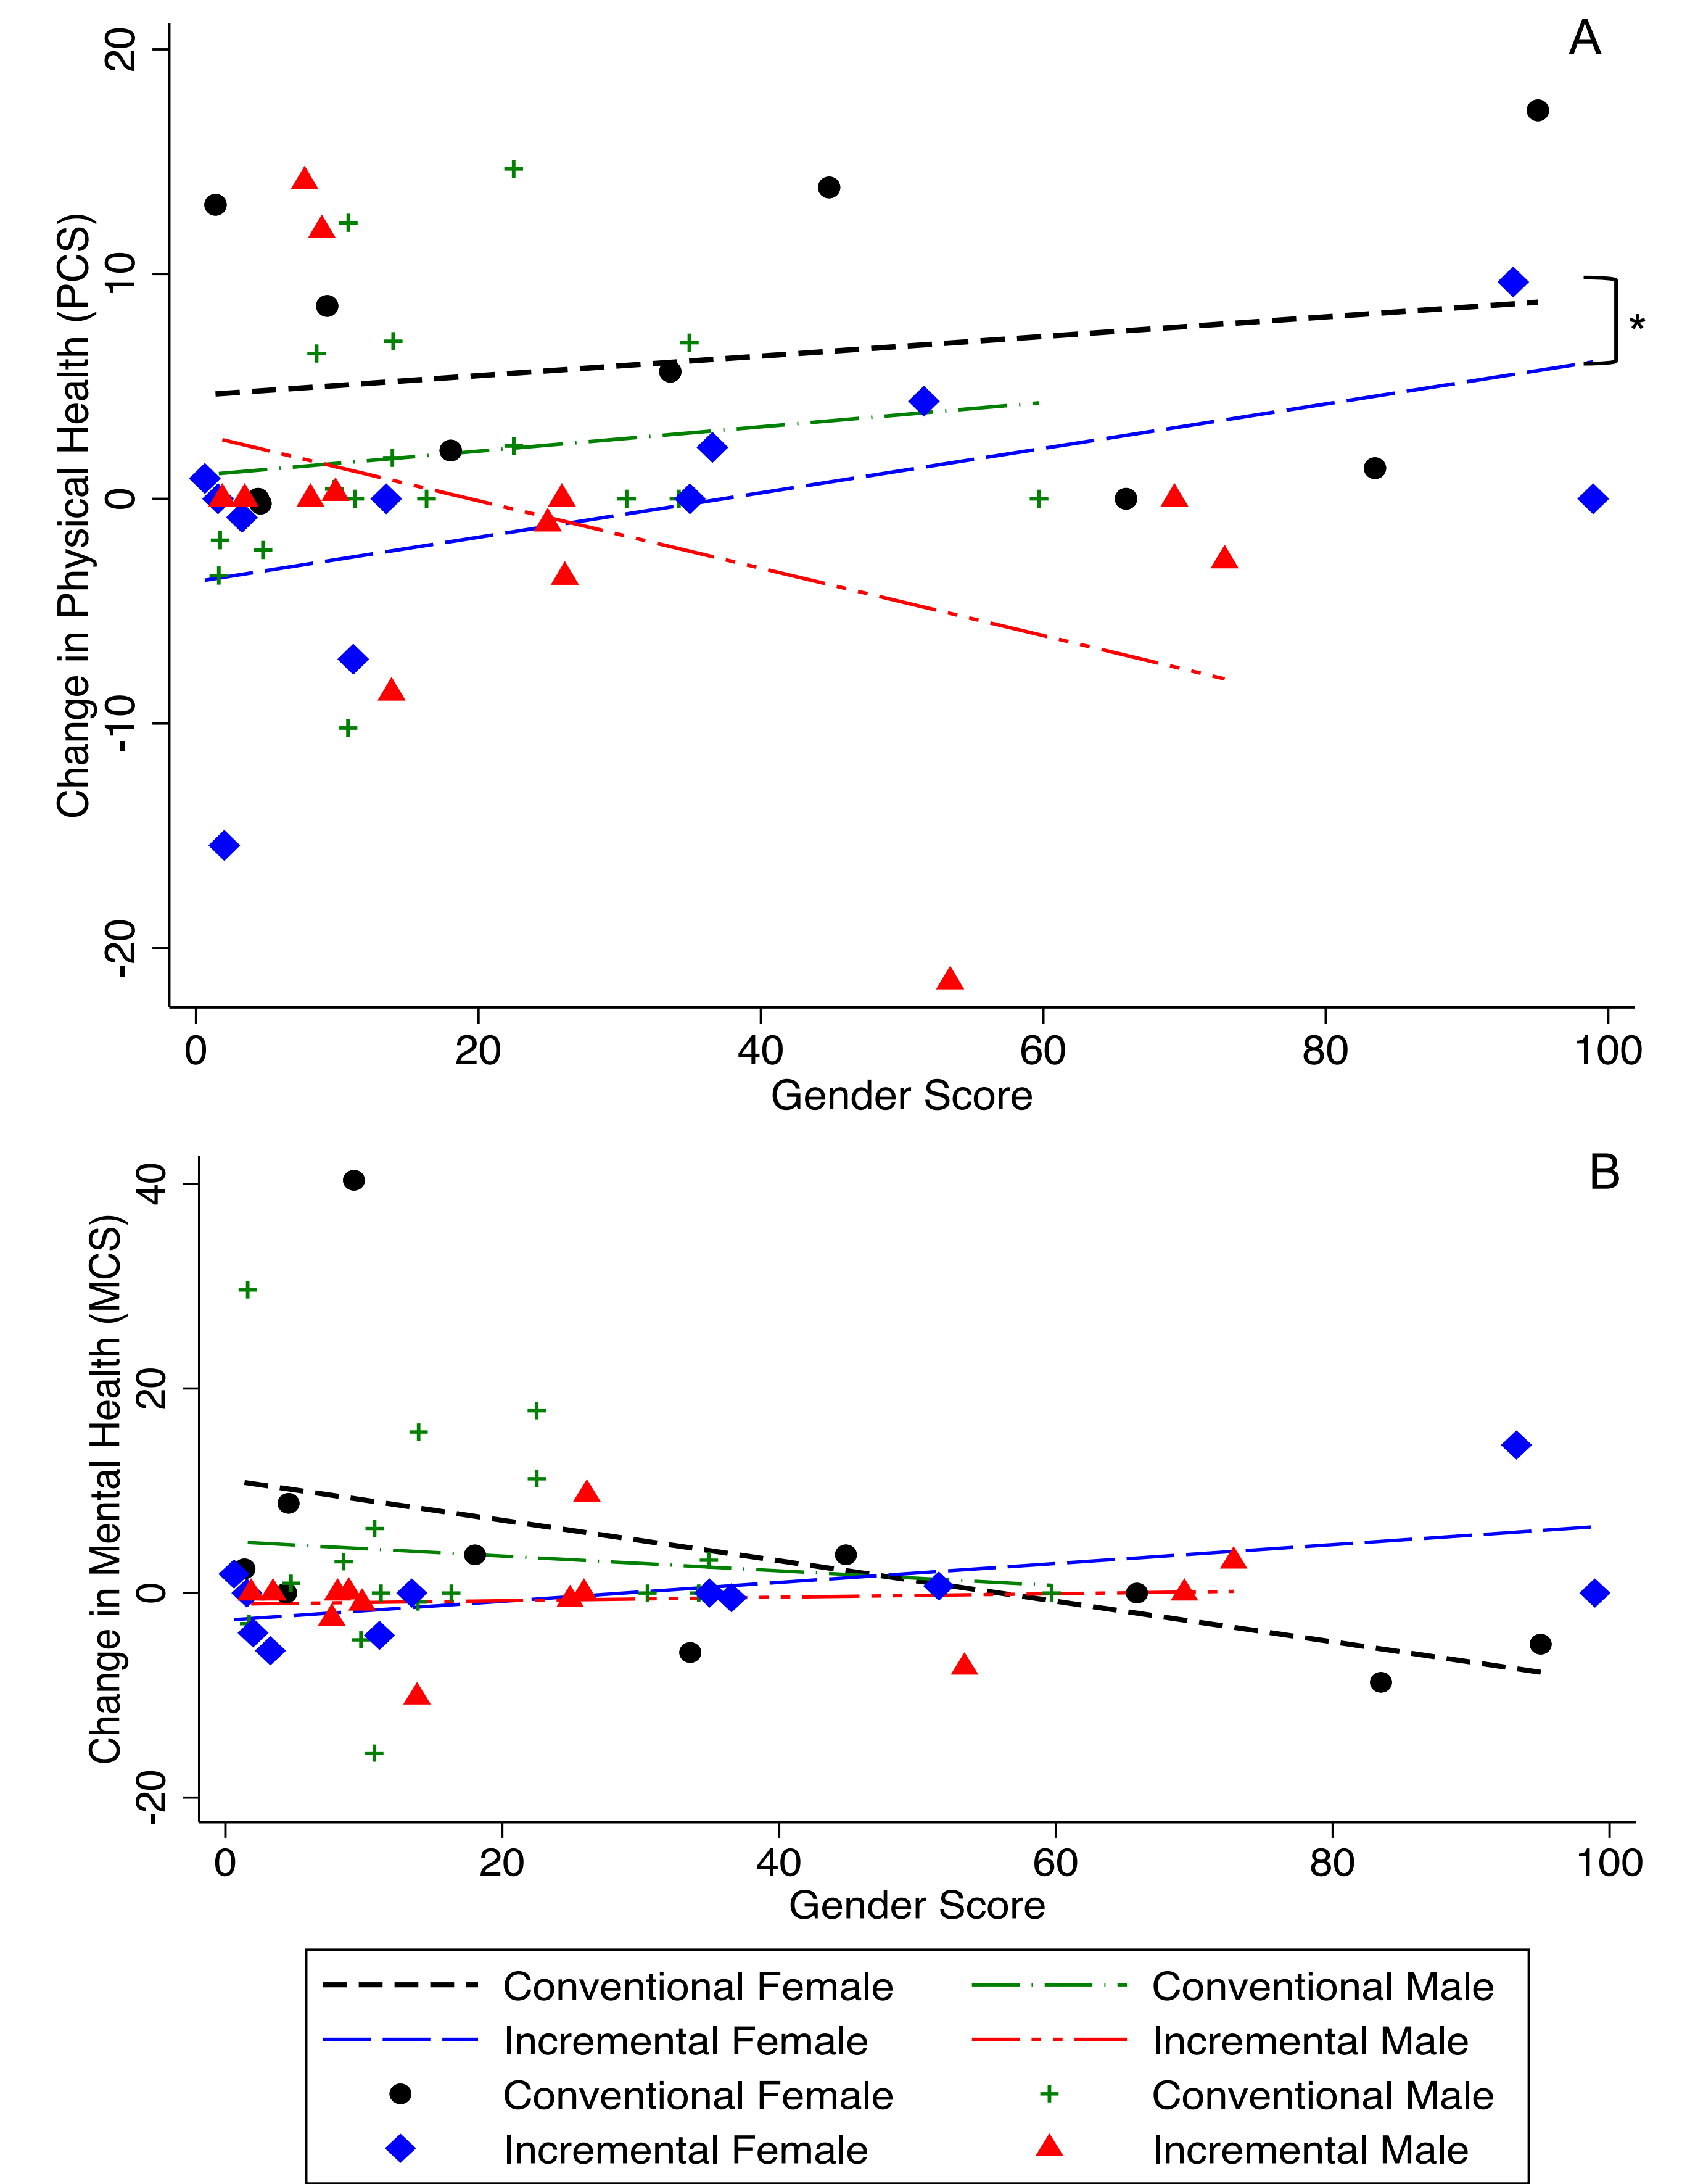 A
Change in Physical Health (PCS)
20
10
0
-10
-20
0 20 40 60 80 100
*
Gender Score
B
Change in Mental Health (MCS)
40
20
0
-20
0 20 40 60 80 100
Gender Score
Conventional Female Conventional Male
Incremental Female Incremental Male
Conventional Female Conventional Male
Incremental Female Incremental Male